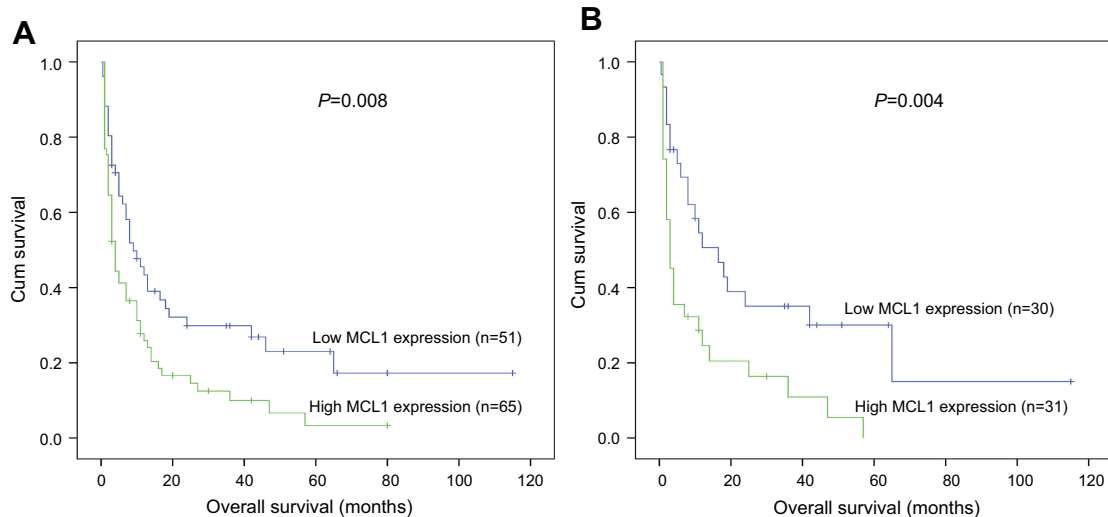 A
P=0.008
Cum survival
1.0
0.8
0.6
0.4
0.2
0.0
Low MCL1 expression (n=51)
High MCL1 expression (n=65)
0 20 40 60 80 100 120
Overall survival (months)
B
P=0.004
Cum survival
1.0
0.8
0.6
0.4
0.2
0.0
Low MCL1 expression (n=30)
High MCL1 expression (n=31)
0 20 40 60 80 100 120
Overall survival (months)